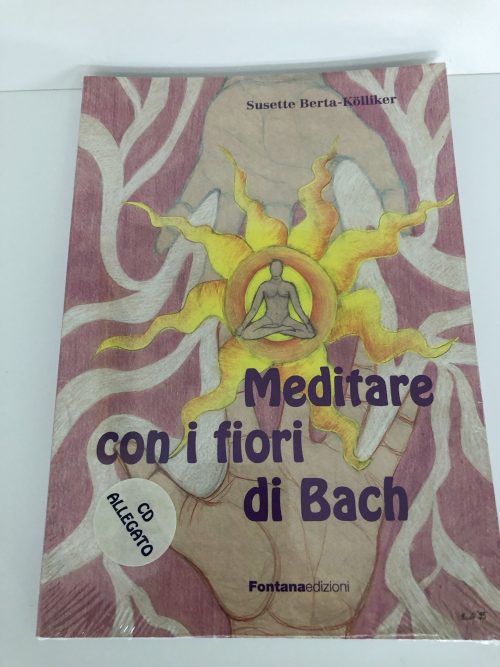 Susette Berta-Kölliker
Meditare
con i fiori
di Bach
CD
ALLEGATO
Fontanaedizioni